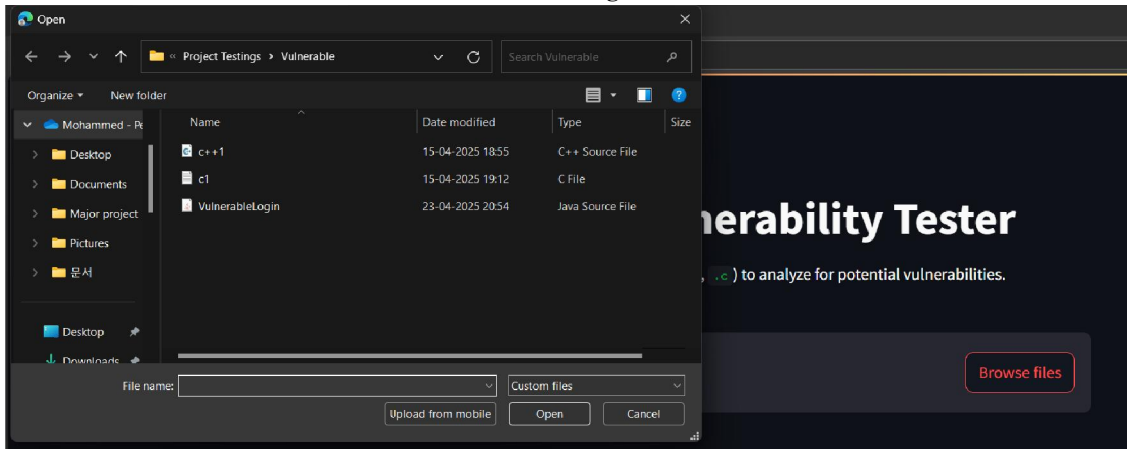 Open
Project Testings > Vulnerable
Search Vulnerable
Organize
New folder
Mohammed - Pe
Desktop
Documents
Major project
Pictures
문서
Desktop
Downloads
Name Date modified Type Size
c++1 15-04-2025 18:55 C++ Source File
c1 15-04-2025 19:12 C File
VulnerableLogin 23-04-2025 20:54 Java Source File
File name:
Custom files
Upload from mobile
Open
Cancel
nerability Tester
, .c ) to analyze for potential vulnerabilities.
Browse files